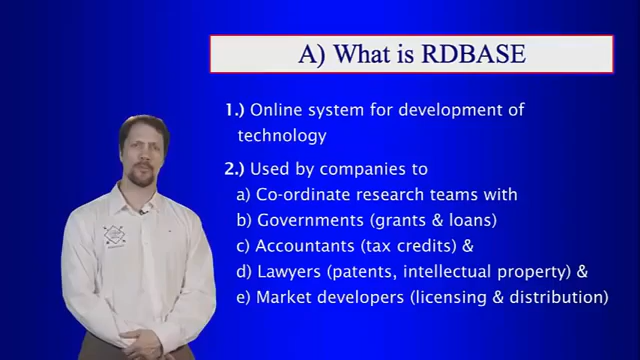 A) What is RDBASE
1.) Online system for development of
technology
2.) Used by companies to
a) Co-ordinate research teams with
b) Governments (grants & loans)
c) Accountants (tax credits) &
d) Lawyers (patents, intellectual property) &
e) Market developers (licensing & distribution)